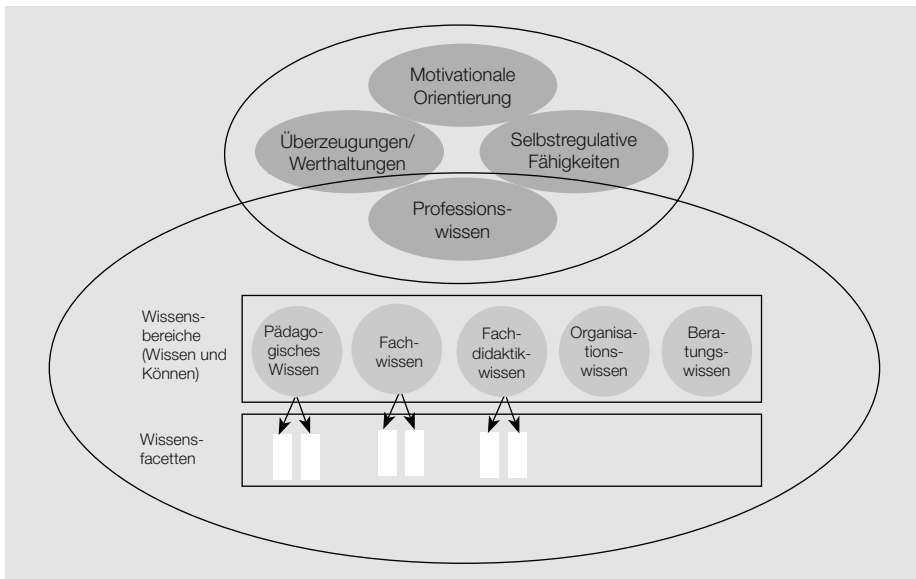 Motivationale
Orientierung
Überzeugungen/
Werthaltungen
Selbstregulative
Fähigkeiten
Professions-
wissen
Wissens-
bereiche
(Wissen und
Können)
Pädago-
gisches
Wissen
Fach-
wissen
Fach-
didaktik-
wissen
Organisa-
tions-
wissen
Bera-
tungs-
wissen
Wissens-
facetten